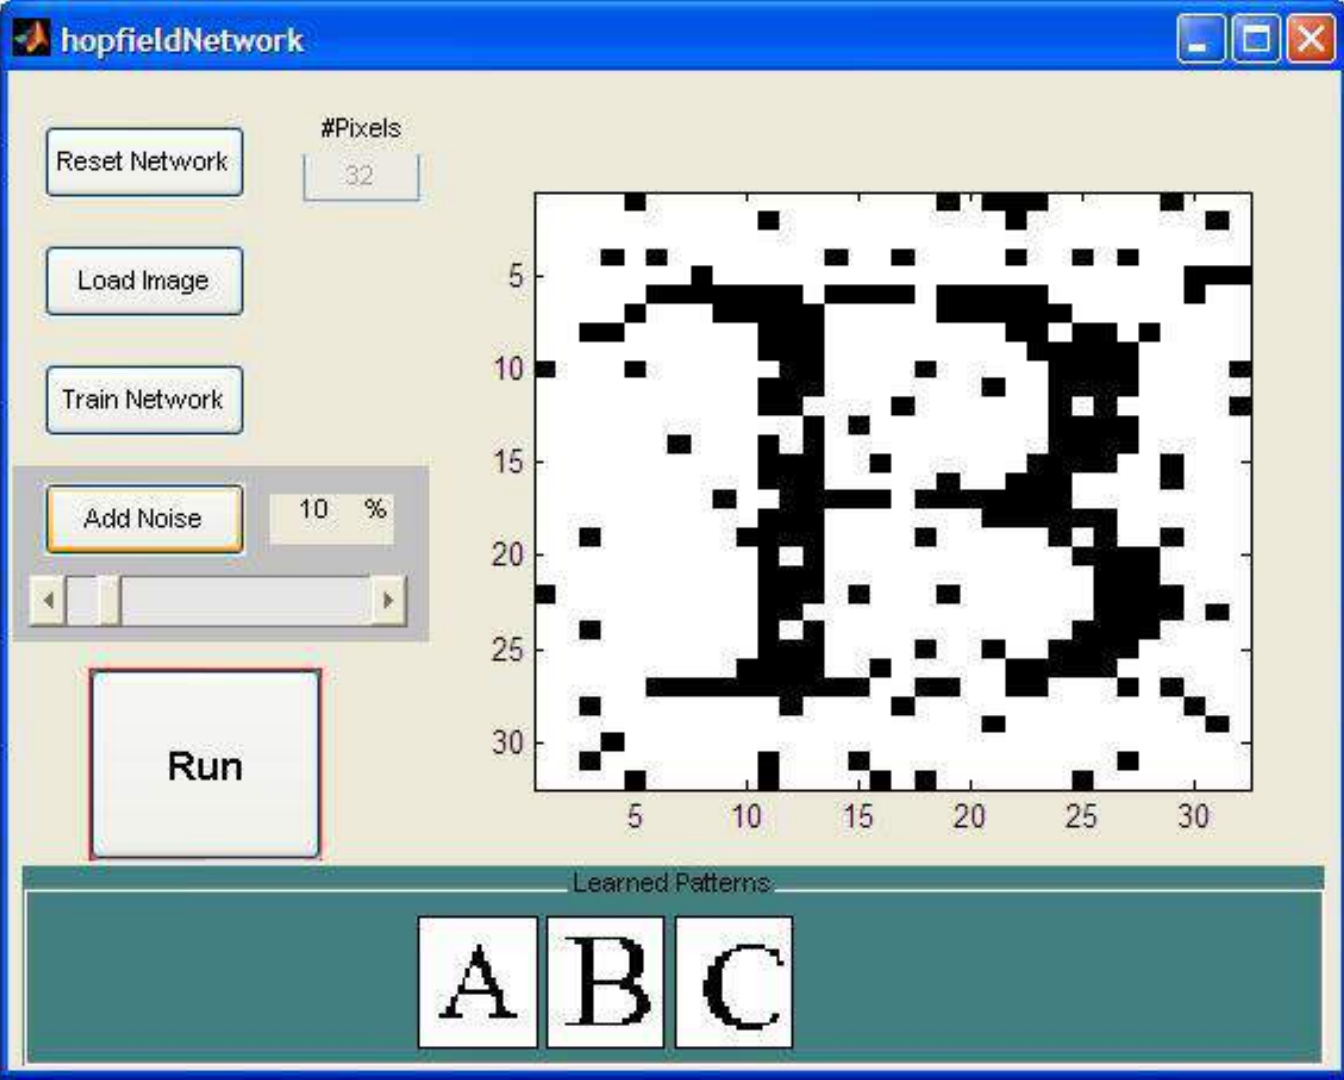 hopfieldNetwork
#Pixels
Reset Network
32
Load Image
Train Network
Add Noise
10 %
Run
5
10
15
20
25
30
5 10 15 20 25 30
Learned Patterns
A B C